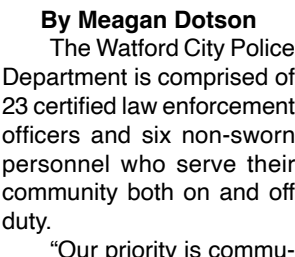 By Meagan Dotson
The Watford City Police
Department is comprised of
23 certified law enforcement
officers and six non-sworn
personnel who serve their
community both on and off
duty.
“Our priority is commu-